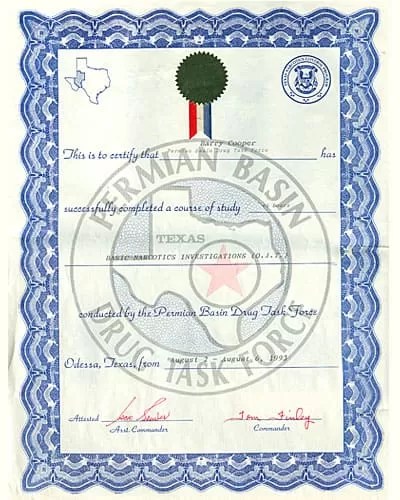 Barry Cooper
Permian Basin Drug Task Force
This is to certify that has
successfully completed a course of study
PERMIAN BASIN
TEXAS
BASIC NARCOTICS INVESTIGATIONS (O.J.T.)
conducted by the Permian Basin Drug Task Force
DRUG TASK FORCE
Odessa, Texas, from August 2 - August 6, 1993
Attested
Asst. Commander
Tom Finley
Commander